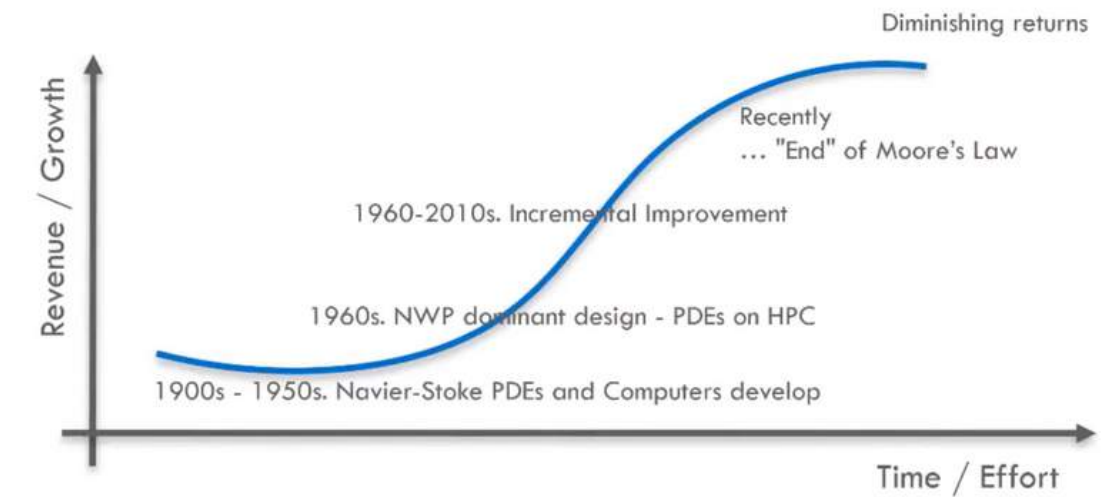 Diminishing returns
Revenue / Growth
Recently
... "End" of Moore's Law
1960-2010s. Incremental Improvement
1960s. NWP dominant design - PDEs on HPC
1900s - 1950s. Navier-Stoke PDEs and Computers develop
Time / Effort